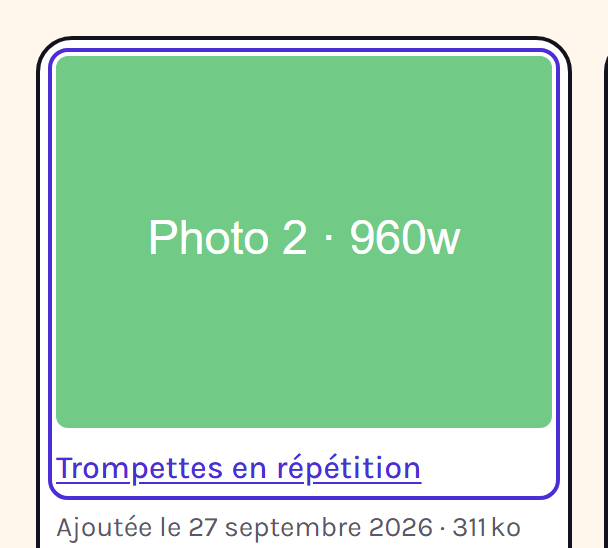 Photo 2 · 960w
Trompettes en répétition
Ajoutée le 27 septembre 2026 · 311 ko